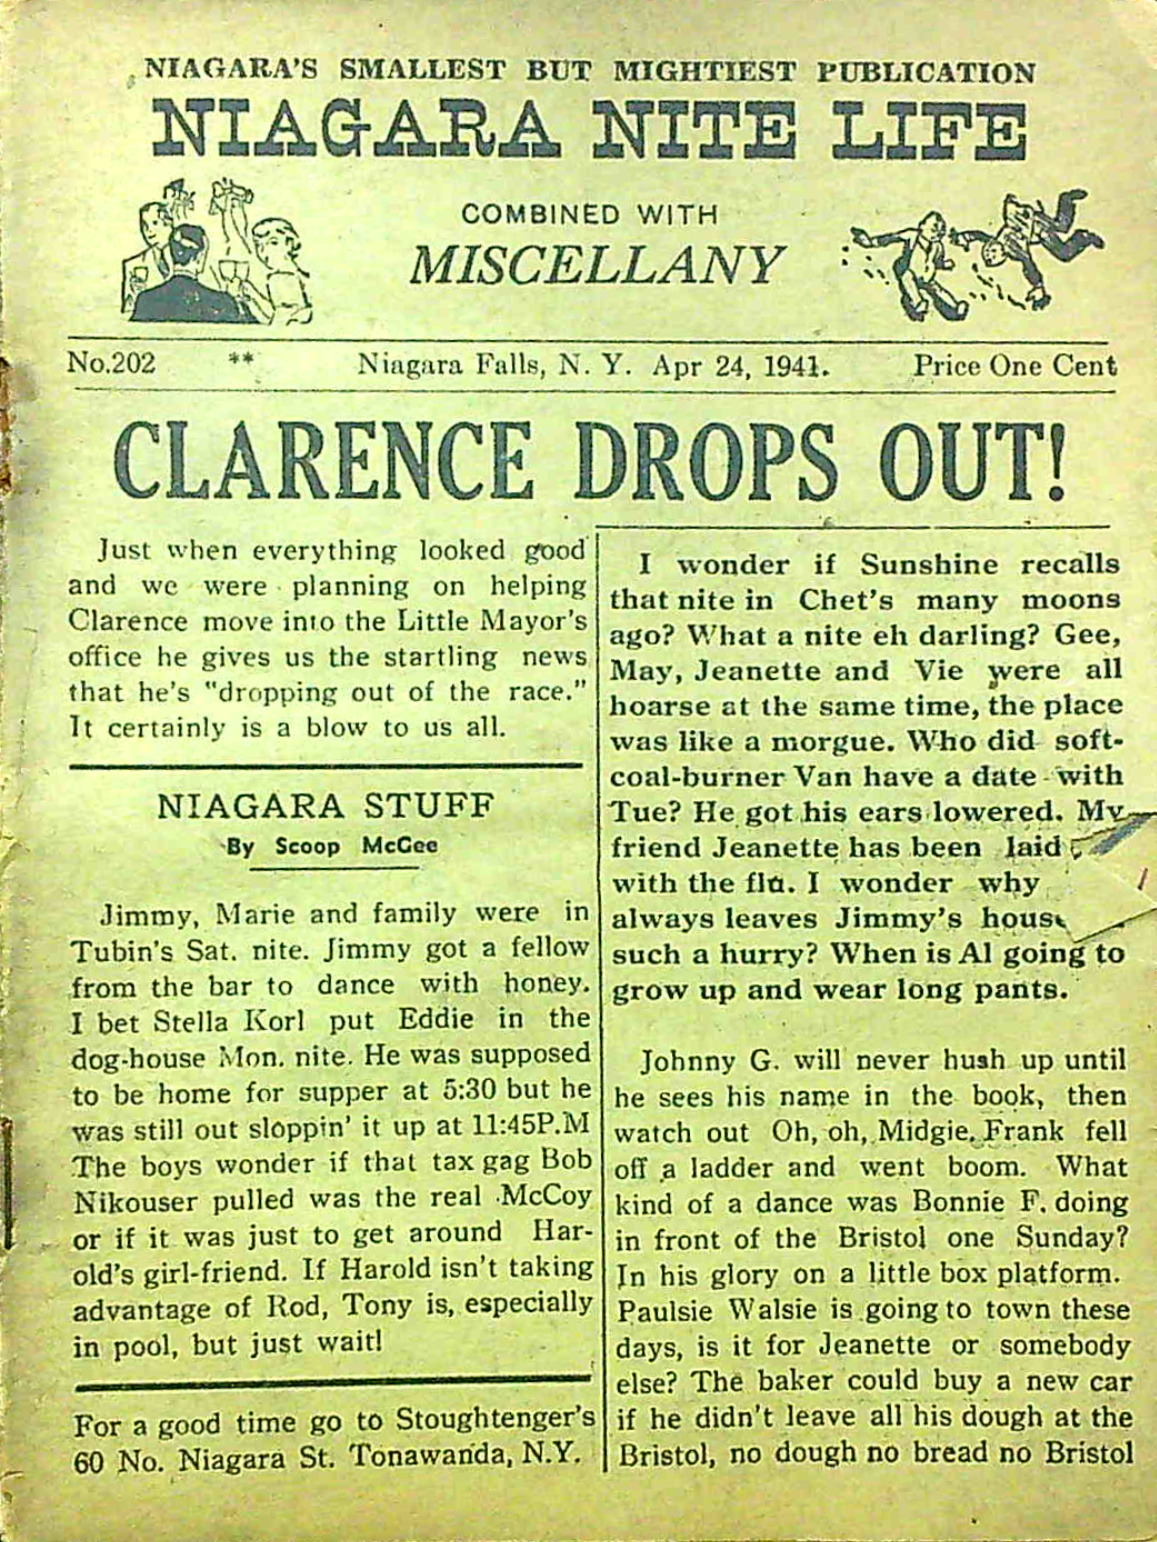 NIAGARA'S SMALLEST BUT MIGHTIEST PUBLICATION
NIAGARA NITE LIFE
COMBINED WITH
MISCELLANY
No.202 ** Niagara Falls, N. Y. Apr 24, 1941. Price One Cent
CLARENCE DROPS OUT!
Just when everything looked good
and we were planning on helping
Clarence move into the Little Mayor's
office he gives us the startling news
that he's "dropping out of the race."
It certainly is a blow to us all.
NIAGARA STUFF
By Scoop McGee
Jimmy, Marie and family were in
Tubin's Sat. nite. Jimmy got a fellow
from the bar to dance with honey.
I bet Stella Korl put Eddie in the
dog-house Mon. nite. He was supposed
to be home for supper at 5:30 but he
was still out sloppin' it up at 11:45P.M
The boys wonder if that tax gag Bob
Nikouser pulled was the real McCoy
or if it was just to get around Har-
old's girl-friend. If Harold isn't taking
advantage of Rod, Tony is, especially
in pool, but just wait!
For a good time go to Stoughtenger's
60 No. Niagara St. Tonawanda, N.Y.
I wonder if Sunshine recalls
that nite in Chet's many moons
ago? What a nite eh darling? Gee,
May, Jeanette and Vie were all
hoarse at the same time, the place
was like a morgue. Who did soft-
coal-burner Van have a date with
Tue? He got his ears lowered. My
friend Jeanette has been laid
with the flu. I wonder why
always leaves Jimmy's house
such a hurry? When is Al going to
grow up and wear long pants.
Johnny G. will never hush up until
he sees his name in the book, then
watch out Oh, oh, Midgie. Frank fell
off a ladder and went boom. What
kind of a dance was Bonnie F. doing
in front of the Bristol one Sunday?
In his glory on a little box platform.
Paulsie Walsie is going to town these
days, is it for Jeanette or somebody
else? The baker could buy a new car
if he didn't leave all his dough at the
Bristol, no dough no bread no Bristol